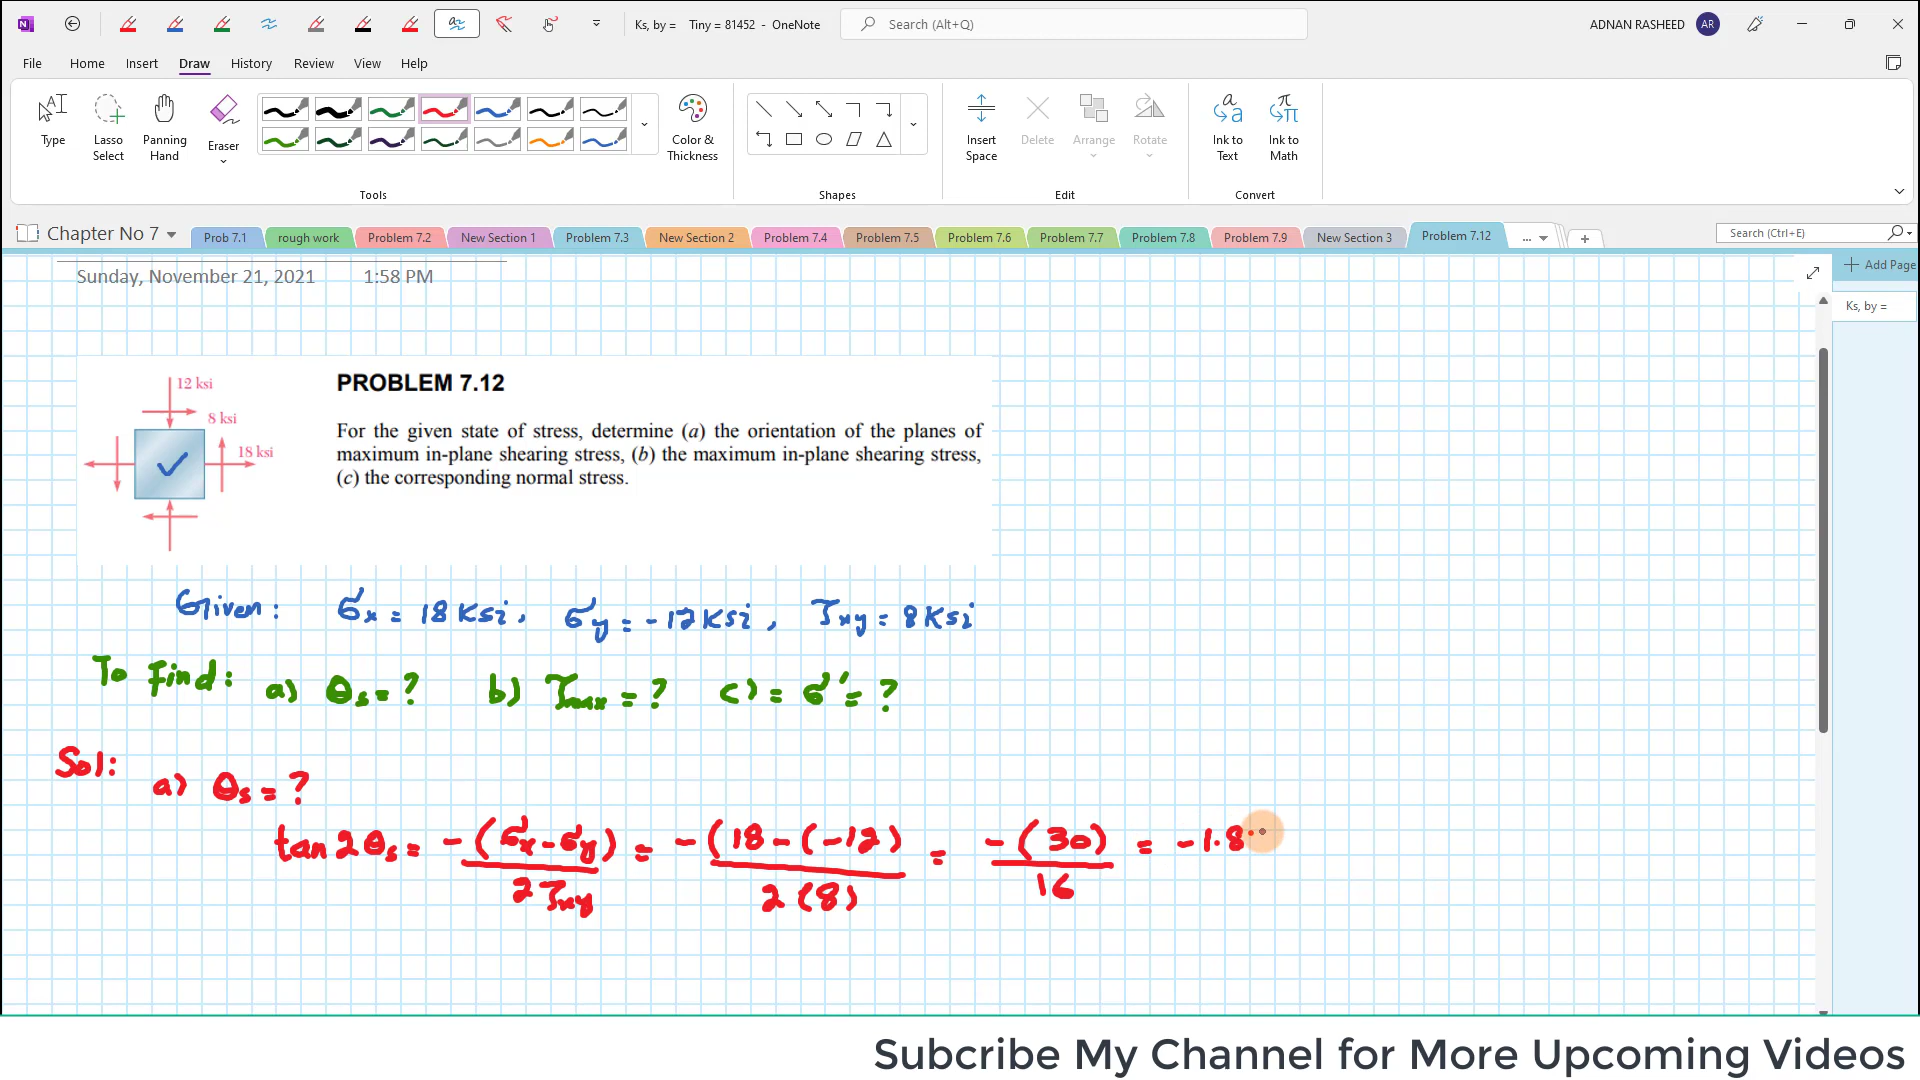 Ks, by = Tiny = 81452 - OneNote
Search (Alt+Q)
ADNAN RASHEED AR
File Home Insert Draw History Review View Help
Type Lasso Select Panning Hand Eraser Color & Thickness Insert Space Delete Arrange Rotate Ink to Text Ink to Math
Tools Shapes Edit Convert
Chapter No 7 Prob 7.1 rough work Problem 7.2 New Section 1 Problem 7.3 New Section 2 Problem 7.4 Problem 7.5 Problem 7.6 Problem 7.7 Problem 7.8 Problem 7.9 New Section 3 Problem 7.12 ... Search (Ctrl+E)
Sunday, November 21, 2021 1:58 PM
Add Page
Ks, by =
12 ksi
8 ksi
18 ksi
PROBLEM 7.12
For the given state of stress, determine (a) the orientation of the planes of
maximum in-plane shearing stress, (b) the maximum in-plane shearing stress,
(c) the corresponding normal stress.
Given: σx = 18 Ksi, σy = -12 Ksi, τxy = 8 Ksi
To Find: a) θs = ? b) τmax = ? c) = σ' = ?
Sol:
a) θs = ?
tan 2θs = -(σx - σy) / 2τxy = -(18 - (-12)) / 2(8) = -(30) / 16 = -1.8
Subcribe My Channel for More Upcoming Videos